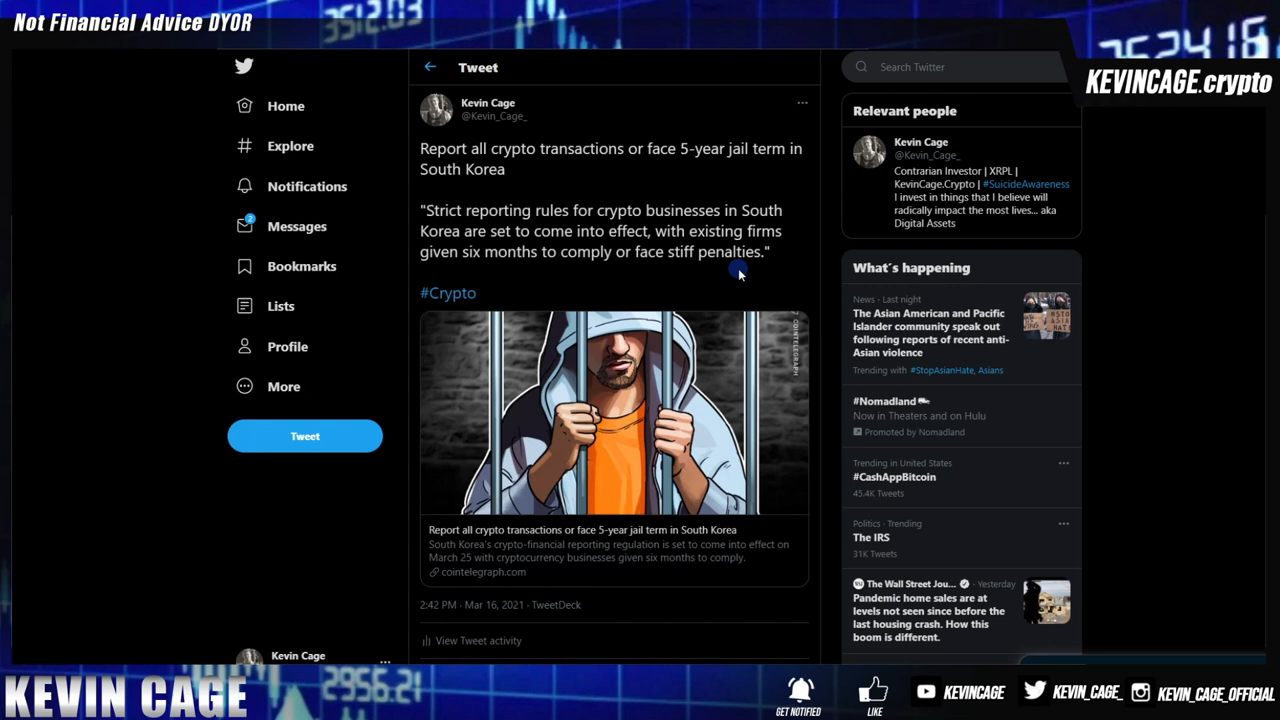 Not Financial Advice DYOR
3512.03
3524.16
KEVINCAGE.crypto
Home
Explore
Notifications
2
Messages
Bookmarks
Lists
Profile
More
Tweet
Kevin Cage
Tweet
Kevin Cage
@Kevin_Cage_
Report all crypto transactions or face 5-year jail term in
South Korea
"Strict reporting rules for crypto businesses in South
Korea are set to come into effect, with existing firms
given six months to comply or face stiff penalties."
#Crypto
COINTELEGRAPH
Report all crypto transactions or face 5-year jail term in South Korea
South Korea's crypto-financial reporting regulation is set to come into effect on
March 25 with cryptocurrency businesses given six months to comply.
cointelegraph.com
2:42 PM · Mar 16, 2021 · TweetDeck
View Tweet activity
Search Twitter
Relevant people
Kevin Cage
@Kevin_Cage_
Contrarian Investor | XRPL |
KevinCage.Crypto | #SuicideAwareness
I invest in things that I believe will
radically impact the most lives... aka
Digital Assets
What's happening
News · Last night
The Asian American and Pacific
Islander community speak out
following reports of recent anti-
Asian violence
Trending with #StopAsianHate, Asians
#Nomadland
Now in Theaters and on Hulu
Promoted by Nomadland
Trending in United States
#CashAppBitcoin
45.4K Tweets
Politics · Trending
The IRS
31K Tweets
The Wall Street Jou... · Yesterday
Pandemic home sales are at
levels not seen since before the
last housing crash. How this
boom is different.
KEVIN CAGE
2956.21
GET NOTIFIED
LIKE
KEVINCAGE
KEVIN_CAGE_
KEVIN_CAGE_OFFICIAL